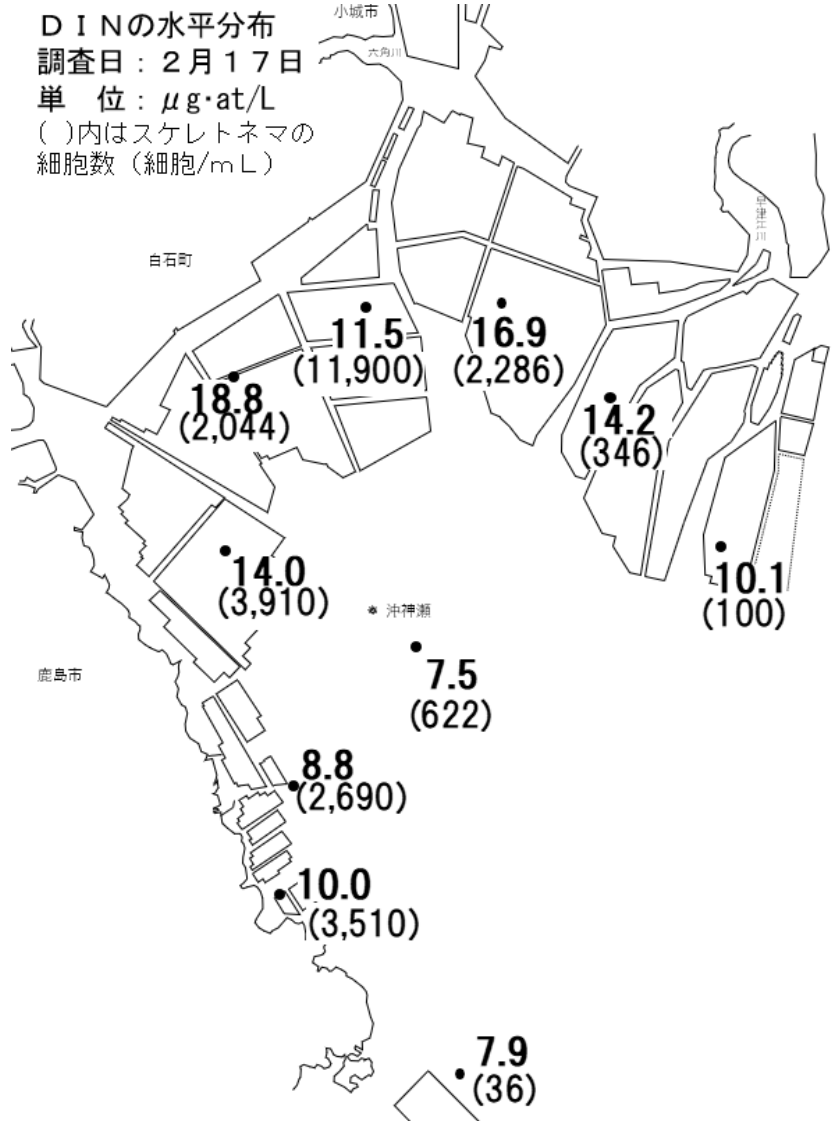 ＤＩＮの水平分布
調査日：２月１７日
単　位：μg・at/L
( )内はスケレトネマの
細胞数（細胞/ｍＬ）
小城市
六角川
早津江川
白石町
11.5
(11,900)
16.9
(2,286)
18.8
(2,044)
14.2
(346)
14.0
(3,910)
10.1
(100)
沖神瀬
鹿島市
7.5
(622)
8.8
(2,690)
10.0
(3,510)
7.9
(36)